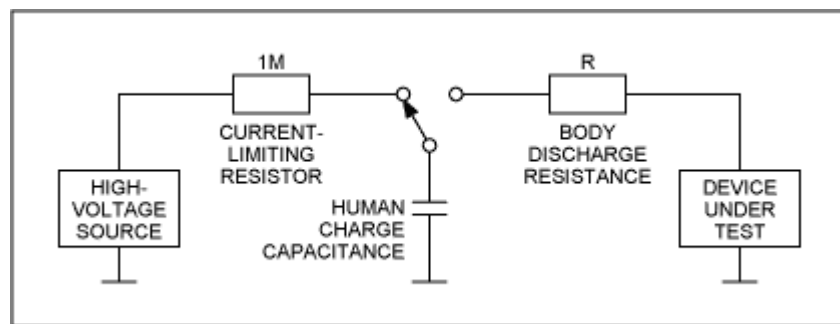 1M
R
CURRENT-
LIMITING
RESISTOR
BODY
DISCHARGE
RESISTANCE
HIGH-
VOLTAGE
SOURCE
HUMAN
CHARGE
CAPACITANCE
DEVICE
UNDER
TEST